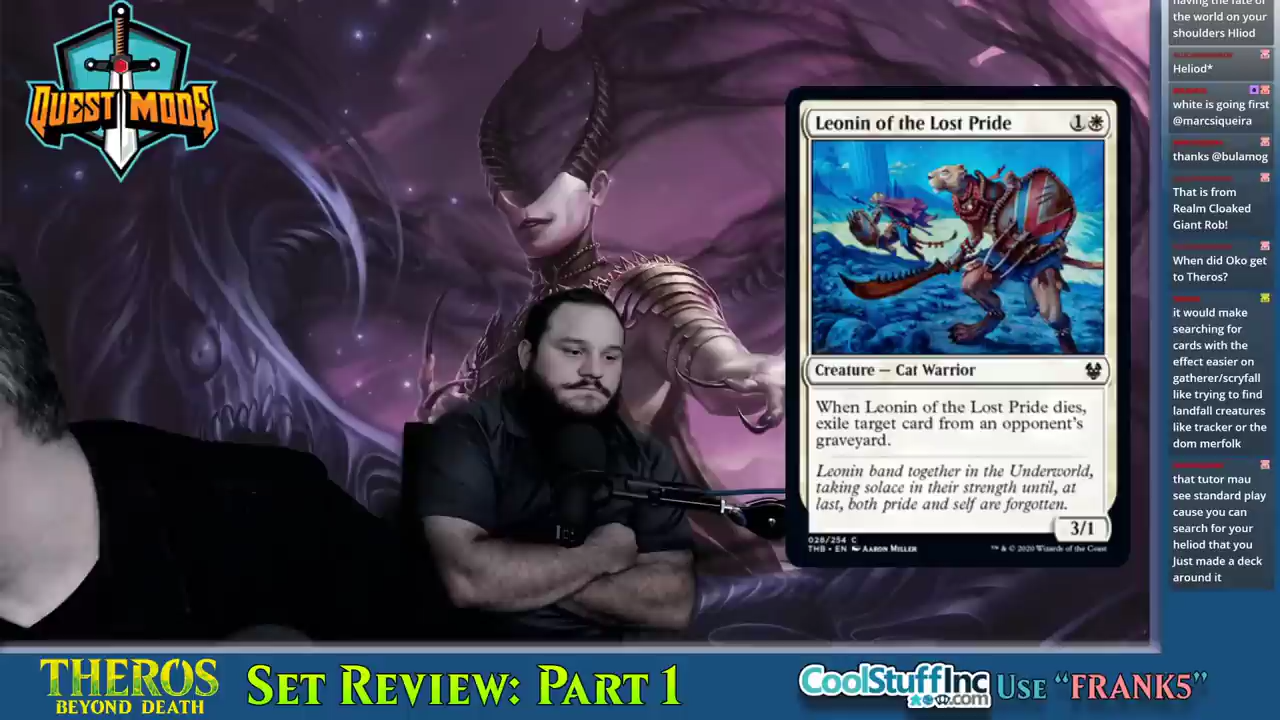 QUEST MODE
Leonin of the Lost Pride
1
Creature — Cat Warrior
When Leonin of the Lost Pride dies,
exile target card from an opponent's
graveyard.
Leonin band together in the Underworld,
taking solace in their strength until, at
last, both pride and self are forgotten.
3/1
028/254 C
THB • EN Aaron Miller
™ & © 2020 Wizards of the Coast
the world on your
shoulders Hliod
Heliod*
white is going first
@marcsiqueira
thanks @bulamog
That is from
Realm Cloaked
Giant Rob!
When did Oko get
to Theros?
it would make
searching for
cards with the
effect easier on
gatherer/scryfall
like trying to find
landfall creatures
like tracker or the
dom merfolk
that tutor mau
see standard play
cause you can
search for your
heliod that you
Just made a deck
around it
THEROS
BEYOND DEATH
Set Review: Part 1
CoolStuffInc
.com
Use "FRANK5"